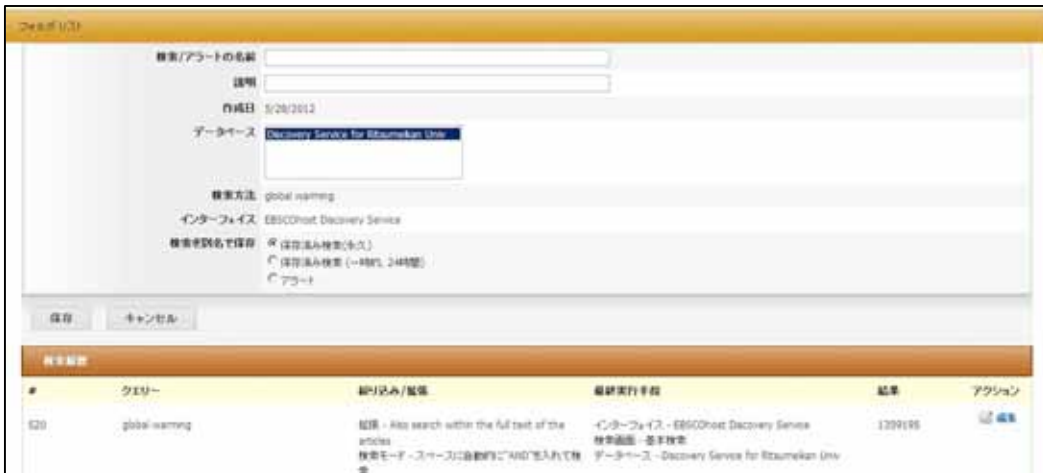 フォルダリスト
検索/アラートの名前
説明
作成日 5/28/2012
データベース Discovery Service for Ritsumeikan Univ
検索方法 global warming
インターフェイス EBSCOhost Discovery Service
検索を別名で保存 保存済み検索(永久)
保存済み検索 (一時的, 24時間)
アラート
保存 キャンセル
検索履歴
# クエリー 絞り込み/拡張 最終実行手段 結果 アクション
S20 global warming 拡張 - Also search within the full text of the articles インターフェイス - EBSCOhost Discovery Service 編集
検索画面 - 基本検索
検索モード - スペースに自動的に"AND"を入れて検 データベース - Discovery Service for Ritsumeikan Univ
索